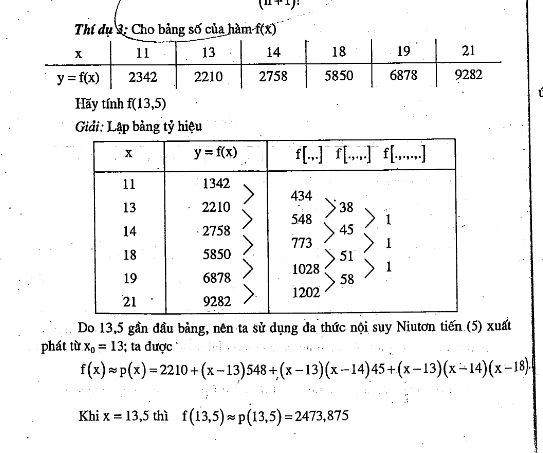 (n+1)!
Thí dụ 3: Cho bảng số của hàm f(x)
x 11 13 14 18 19 21
y = f(x) 2342 2210 2758 5850 6878 9282
Hãy tính f(13,5)
Giải: Lập bảng tỷ hiệu
x y = f(x) f[.,.] f[.,.,.] f[.,.,.,.]
11 1342
434
13 2210 38
548 1
14 2758 45
773 1
18 5850 51
1028 1
19 6878 58
1202
21 9282
Do 13,5 gần đầu bảng, nên ta sử dụng đa thức nội suy Niutơn tiến (5) xuất
phát từ x₀ = 13; ta được
f(x)≈p(x) = 2210+(x−13)548+(x−13)(x−14)45+(x−13)(x−14)(x−18)
Khi x = 13,5 thì f(13,5)≈p(13,5)=2473,875